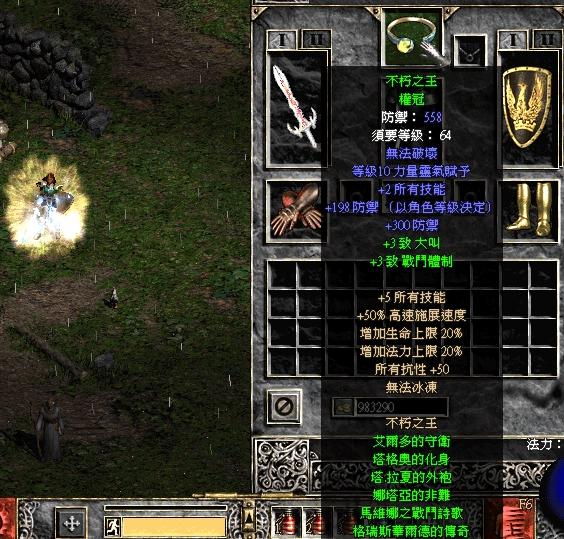 I
II
I
II
不朽之王
權冠
防禦： 558
須要等級： 64
無法破壞
等級10 力量靈氣賦予
+2 所有技能
+198 防禦（以角色等級決定）
+300 防禦
+3 致 大叫
+3 致 戰鬥體制
+5 所有技能
+50% 高速施展速度
增加生命上限 20%
增加法力上限 20%
所有抗性 +50
無法冰凍
983290
不朽之王
艾爾多的守衛
法力：
塔格奧的化身
塔.拉夏的外袍
娜塔亞的非難
馬維娜之戰鬥詩歌
F6
格瑞斯華爾德的傳奇